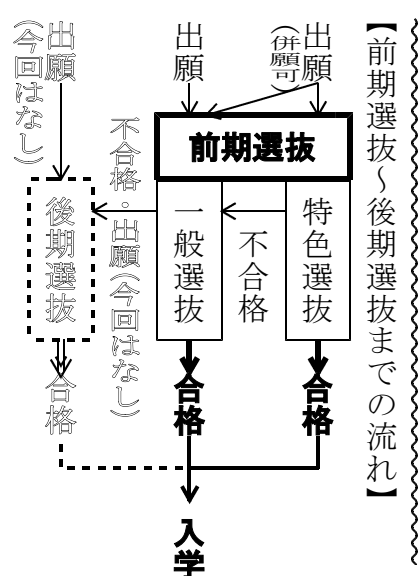 【前期選抜～後期選抜までの流れ】
出願
(併願可)
出願
出願
(今回はなし)
前期選抜
特色選抜
不合格
一般選抜
不合格・出願(今回はなし)
後期選抜
合格
合格
合格
入学